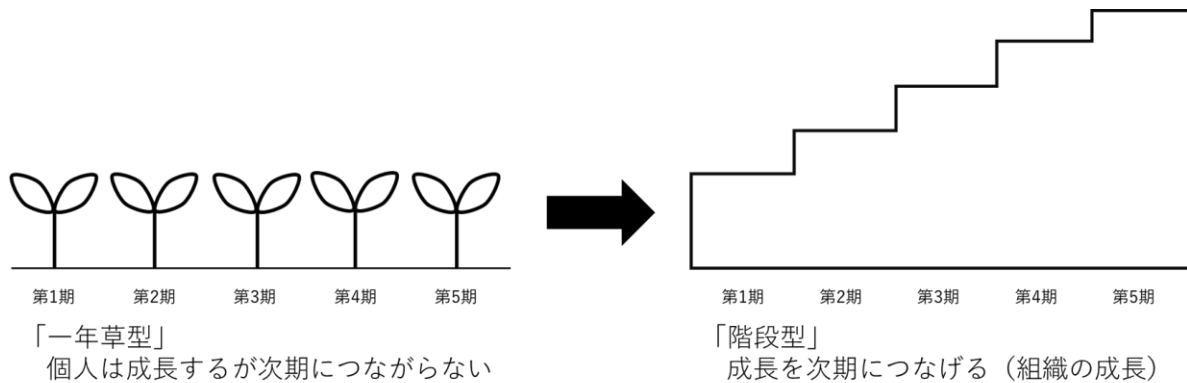 第1期 第2期 第3期 第4期 第5期
「一年草型」
個人は成長するが次期につながらない
第1期 第2期 第3期 第4期 第5期
「階段型」
成長を次期につなげる（組織の成長）